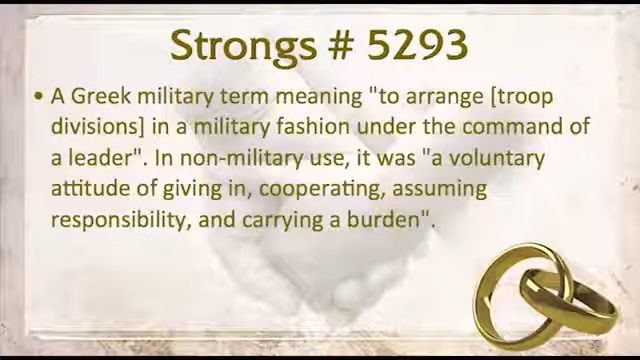 Strongs # 5293
• A Greek military term meaning "to arrange [troop
divisions] in a military fashion under the command of
a leader". In non-military use, it was "a voluntary
attitude of giving in, cooperating, assuming
responsibility, and carrying a burden".